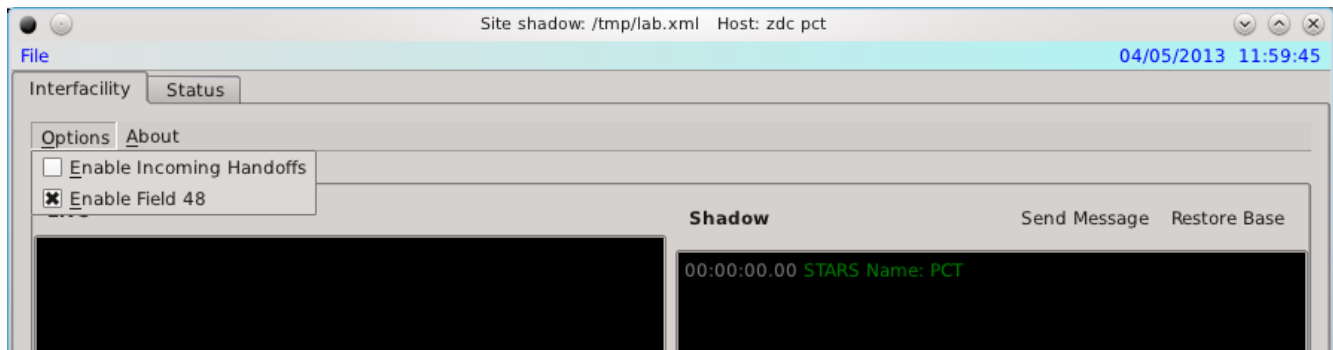 Site shadow: /tmp/lab.xml Host: zdc pct
File 04/05/2013 11:59:45
Interfacility Status
Options About
Enable Incoming Handoffs
Enable Field 48
Shadow Send Message Restore Base
00:00:00.00 STARS Name: PCT